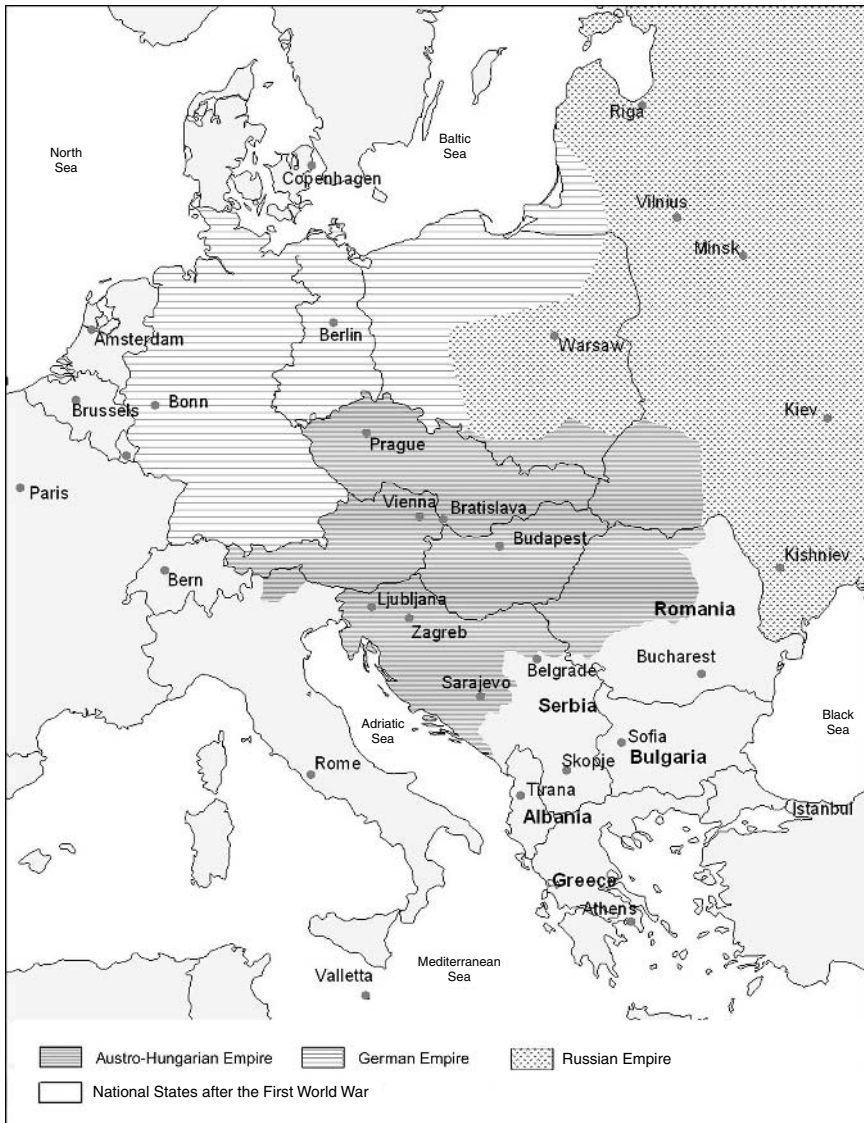 Riga
North
Sea
Baltic
Sea
Copenhagen
Vilnius
Minsk
Amsterdam
Berlin
Warsaw
Brussels
Bonn
Kiev
Prague
Paris
Vienna
Bratislava
Budapest
Kishniev
Bern
Ljubljana
Romania
Zagreb
Belgrade
Bucharest
Sarajevo
Serbia
Adriatic
Sea
Black
Sea
Sofia
Bulgaria
Rome
Skopje
Tirana
Istanbul
Albania
Greece
Athens
Mediterranean
Sea
Valletta
Austro-Hungarian Empire
German Empire
Russian Empire
National States after the First World War